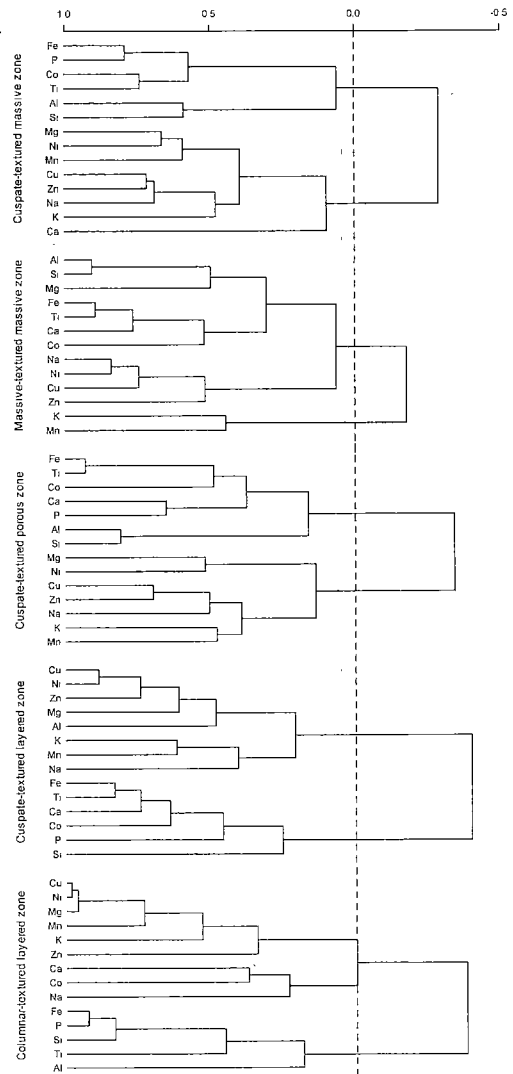 1.0 0.5 0.0 -0.5
Cuspate-textured massive zone
Fe
P
Co
Ti
Al
Si
Mg
Ni
Mn
Cu
Zn
Na
K
Ca
Massive-textured massive zone
Al
Si
Mg
Fe
Ti
Ca
Co
Na
Ni
Cu
Zn
K
Mn
Cuspate-textured porous zone
Fe
Ti
Co
Ca
P
Al
Si
Mg
Ni
Cu
Zn
Na
K
Mn
Cuspate-textured layered zone
Cu
Ni
Zn
Mg
Al
K
Mn
Na
Fe
Ti
Ca
Co
P
Si
Columnar-textured layered zone
Cu
Ni
Mg
Mn
K
Zn
Ca
Co
Na
Fe
P
Si
Ti
Al